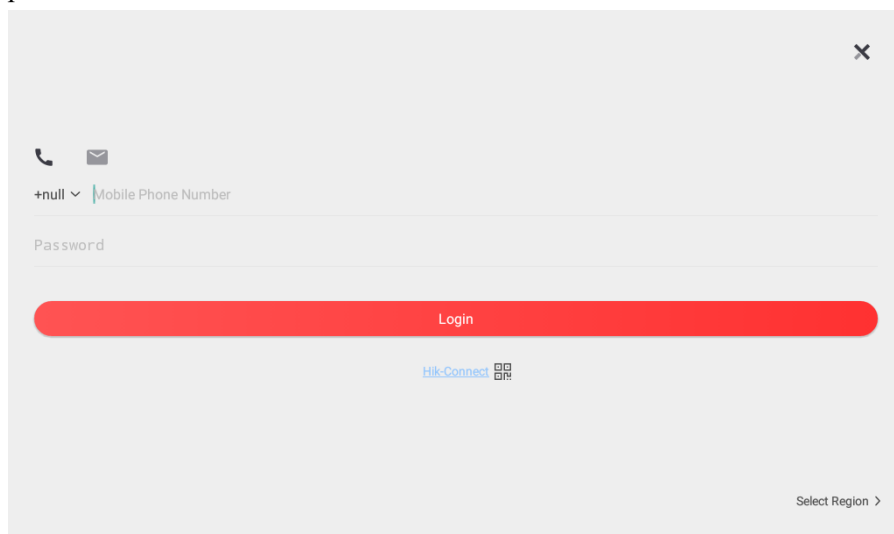 +null Mobile Phone Number
Password
Login
Hik-Connect
Select Region